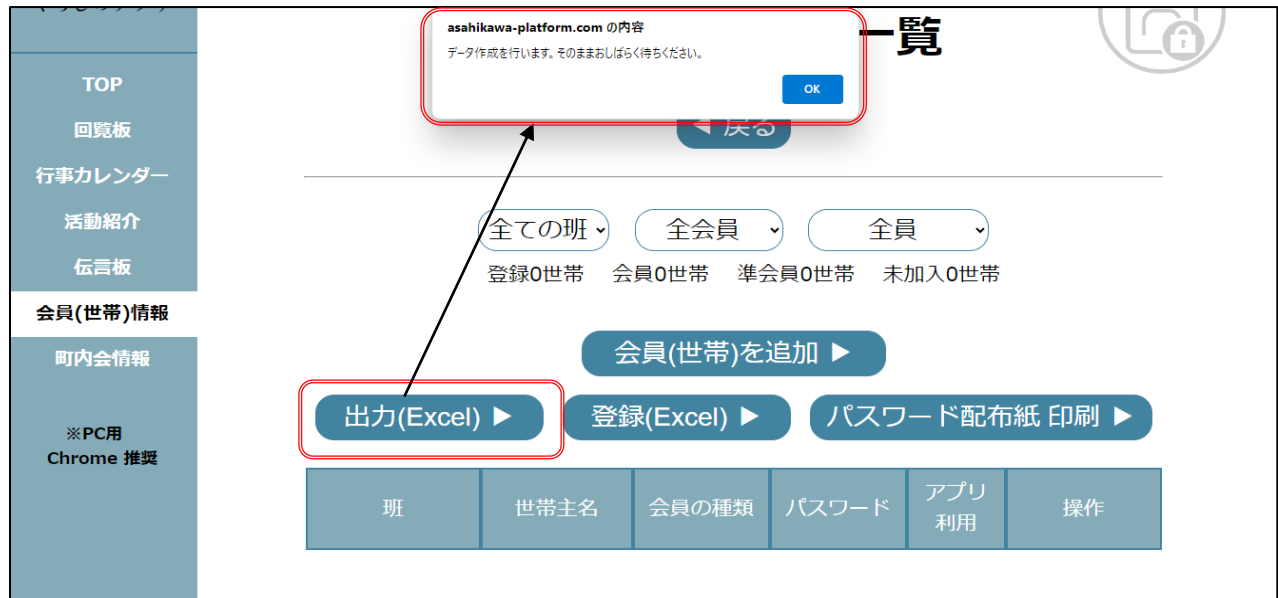 asahikawa-platform.com の内容
データ作成を行います。そのままおしばらく待ちください。
OK
一覧
◀ 戻る
TOP
回覧板
行事カレンダー
活動紹介
伝言板
会員(世帯)情報
町内会情報
※PC用
Chrome 推奨
全ての班 全会員 全員
登録0世帯 会員0世帯 準会員0世帯 未加入0世帯
会員(世帯)を追加 ▶
出力(Excel) ▶ 登録(Excel) ▶ パスワード配布紙 印刷 ▶
班 世帯主名 会員の種類 パスワード アプリ
利用 操作